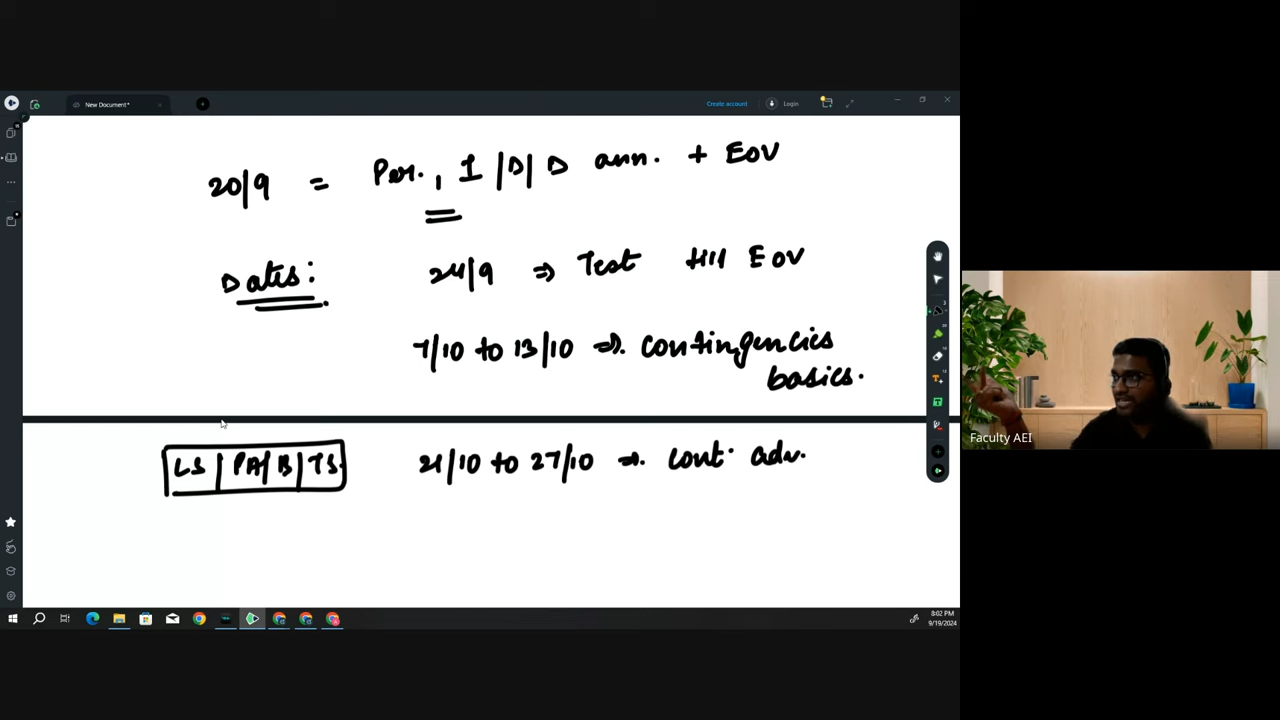 New Document*
Create account
Login
20/9 = Per., I/D/D ann. + EOV
Dates:
24/9 ⇒ Test till EOV
7/10 to 13/10 ⇒ contingencies
basics.
LS | PA/B | TS
21/10 to 27/10 ⇒ cont. adv.
Faculty AEI
8:02 PM
9/19/2024